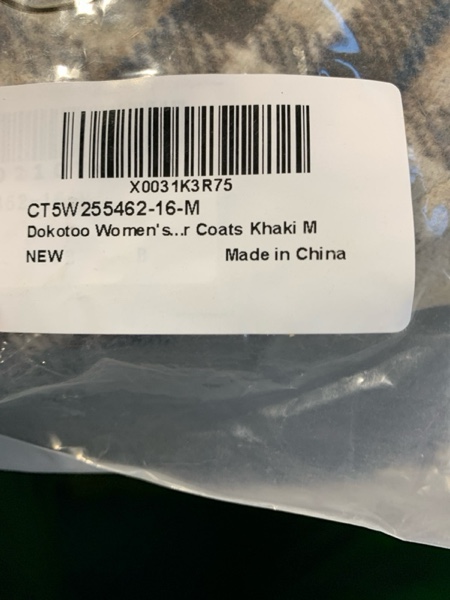 X0031K3R75
CT5W255462-16-M
Dokotoo Women's...r Coats Khaki M
NEW
Made in China